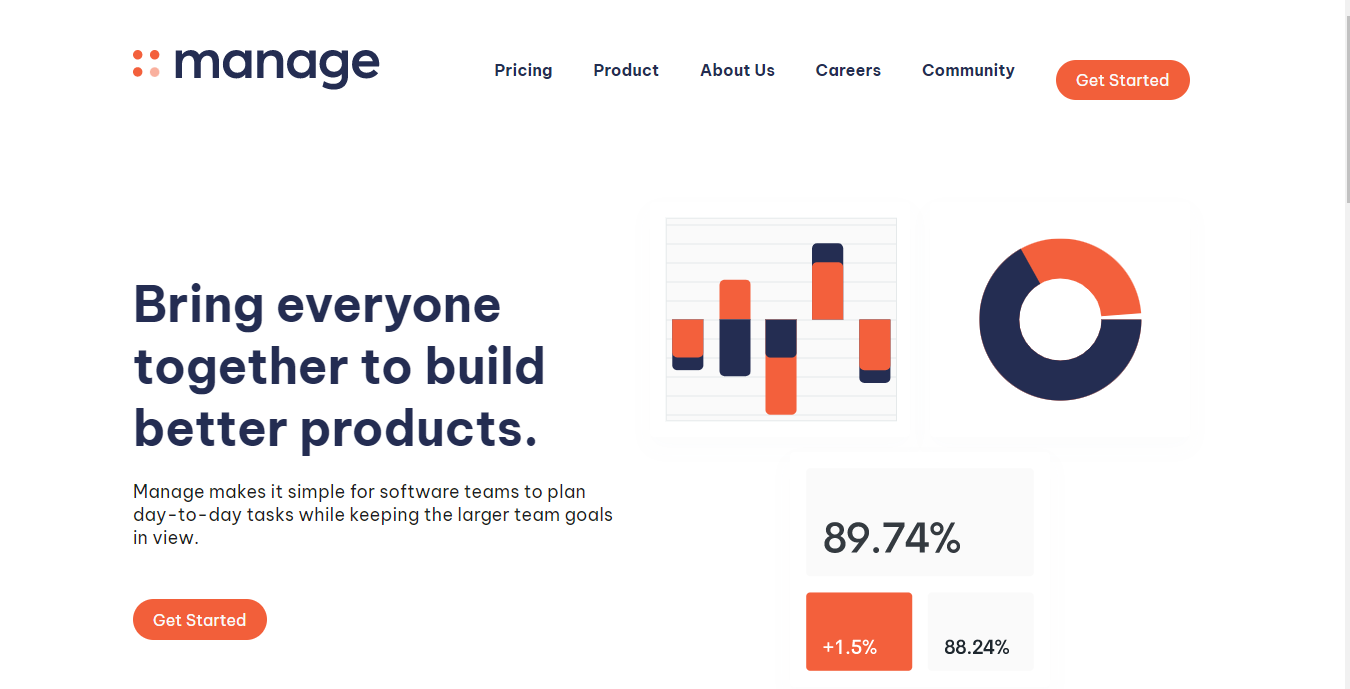 manage
Pricing
Product
About Us
Careers
Community
Get Started
Bring everyone
together to build
better products.
Manage makes it simple for software teams to plan
day-to-day tasks while keeping the larger team goals
in view.
Get Started
89.74%
+1.5%
88.24%